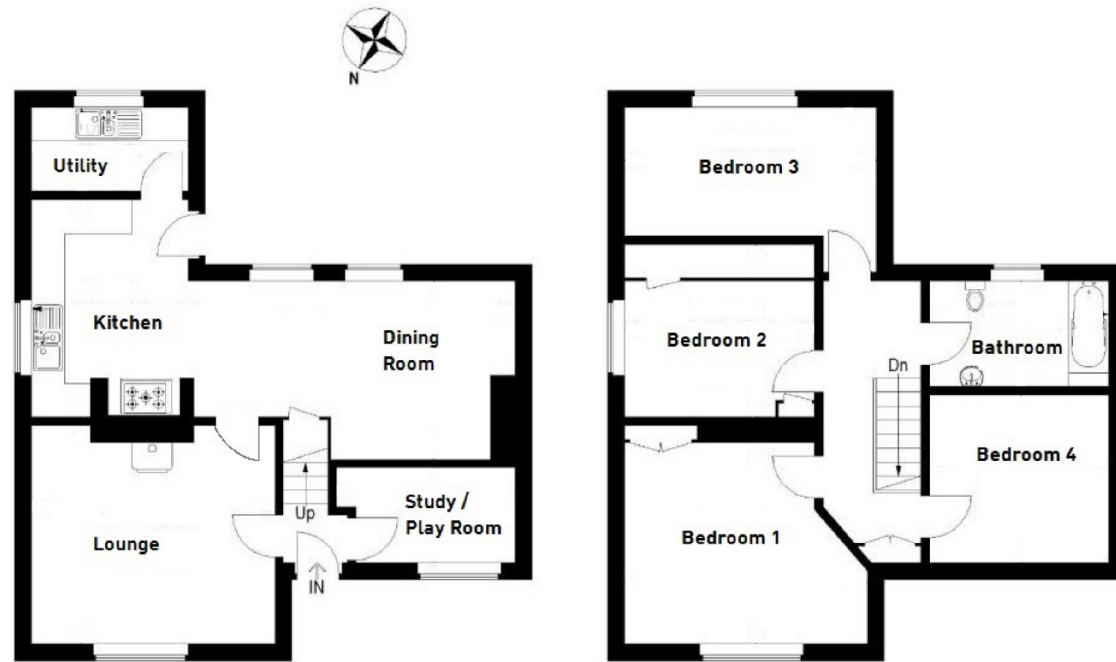 N
Utility
Kitchen
Dining
Room
Lounge
Up
Study /
Play Room
IN
Bedroom 3
Bedroom 2
Bathroom
Dn
Bedroom 4
Bedroom 1